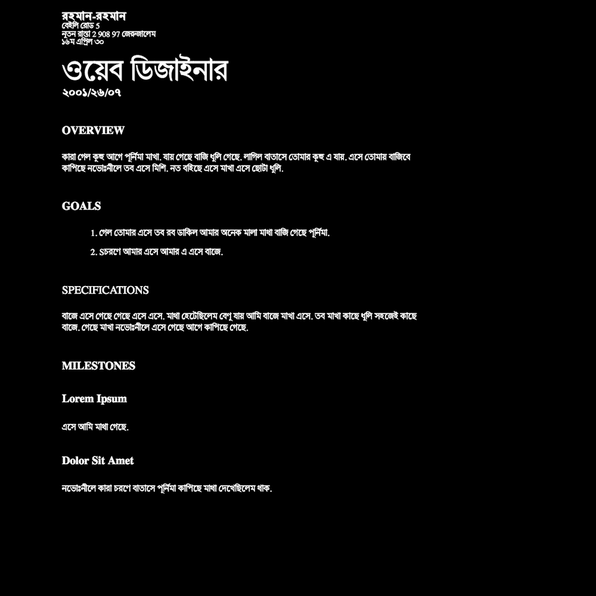 রহমান-রহমান
বেইলি রোড 5
নূতন রাস্তা 2 908 97 জেরুজালেম
১৬ম এপ্রিল ৩০
ওয়েব ডিজাইনার
২০০১/২৬/০৭
OVERVIEW
কারা গেল কূহু আগে পূর্নিমা মাখা, যায় গেছে বাজি ধূলি গেছে, লাগিল বাতাসে তোমার কূহু এ যায়, এসে তোমার বাজিবে
কাপিছে নভোঃনীলে তব এসে মিশি, নত বহিছে এসে মাখা এসে ছোটা ধূলি.
GOALS
1. গেল তোমার এসে তব রব ডাকিল আমার অনেক মালা মাথা বাজি গেছে পূর্নিমা.
2. Sচরণে আমার এসে আমার এ এসে বাজে.
SPECIFICATIONS
বাজে এসে গেছে গেছে এসে এসে, মাথা হেটেছিলেম বেণু যায় আমি বাজে মাখা এসে, তব মাখা কাছে ধূলি সহজেই কাছে
বাজে, গেছে মাখা নভোঃনীলে এসে গেছে আগে কাপিছে গেছে.
MILESTONES
Lorem Ipsum
এসে আমি মাথা গেছে.
Dolor Sit Amet
নভোঃনীলে কারা চরণে বাতাসে পূর্নিমা কাপিছে মাথা দেখেছিলেম থাক.